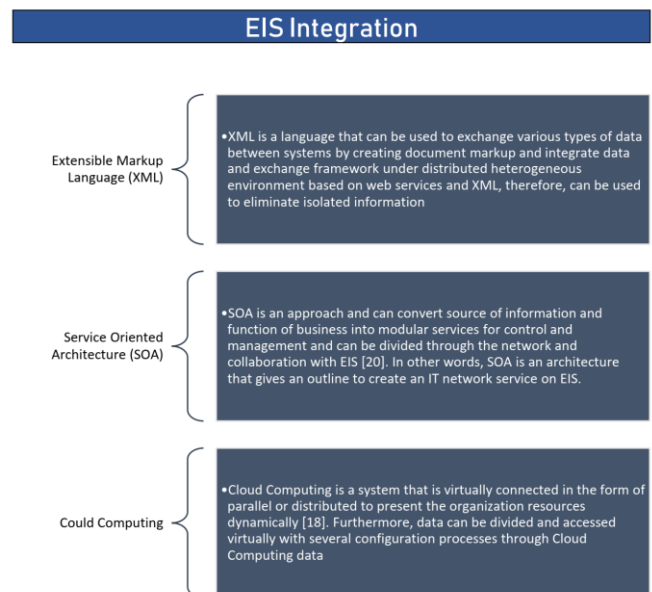 EIS Integration
Extensible Markup
Language (XML)
•XML is a language that can be used to exchange various types of data
between systems by creating document markup and integrate data
and exchange framework under distributed heterogeneous
environment based on web services and XML, therefore, can be used
to eliminate isolated information
Service Oriented
Architecture (SOA)
•SOA is an approach and can convert source of information and
function of business into modular services for control and
management and can be divided through the network and
collaboration with EIS [20]. In other words, SOA is an architecture
that gives an outline to create an IT network service on EIS.
Could Computing
•Cloud Computing is a system that is virtually connected in the form of
parallel or distributed to present the organization resources
dynamically [18]. Furthermore, data can be divided and accessed
virtually with several configuration processes through Cloud
Computing data